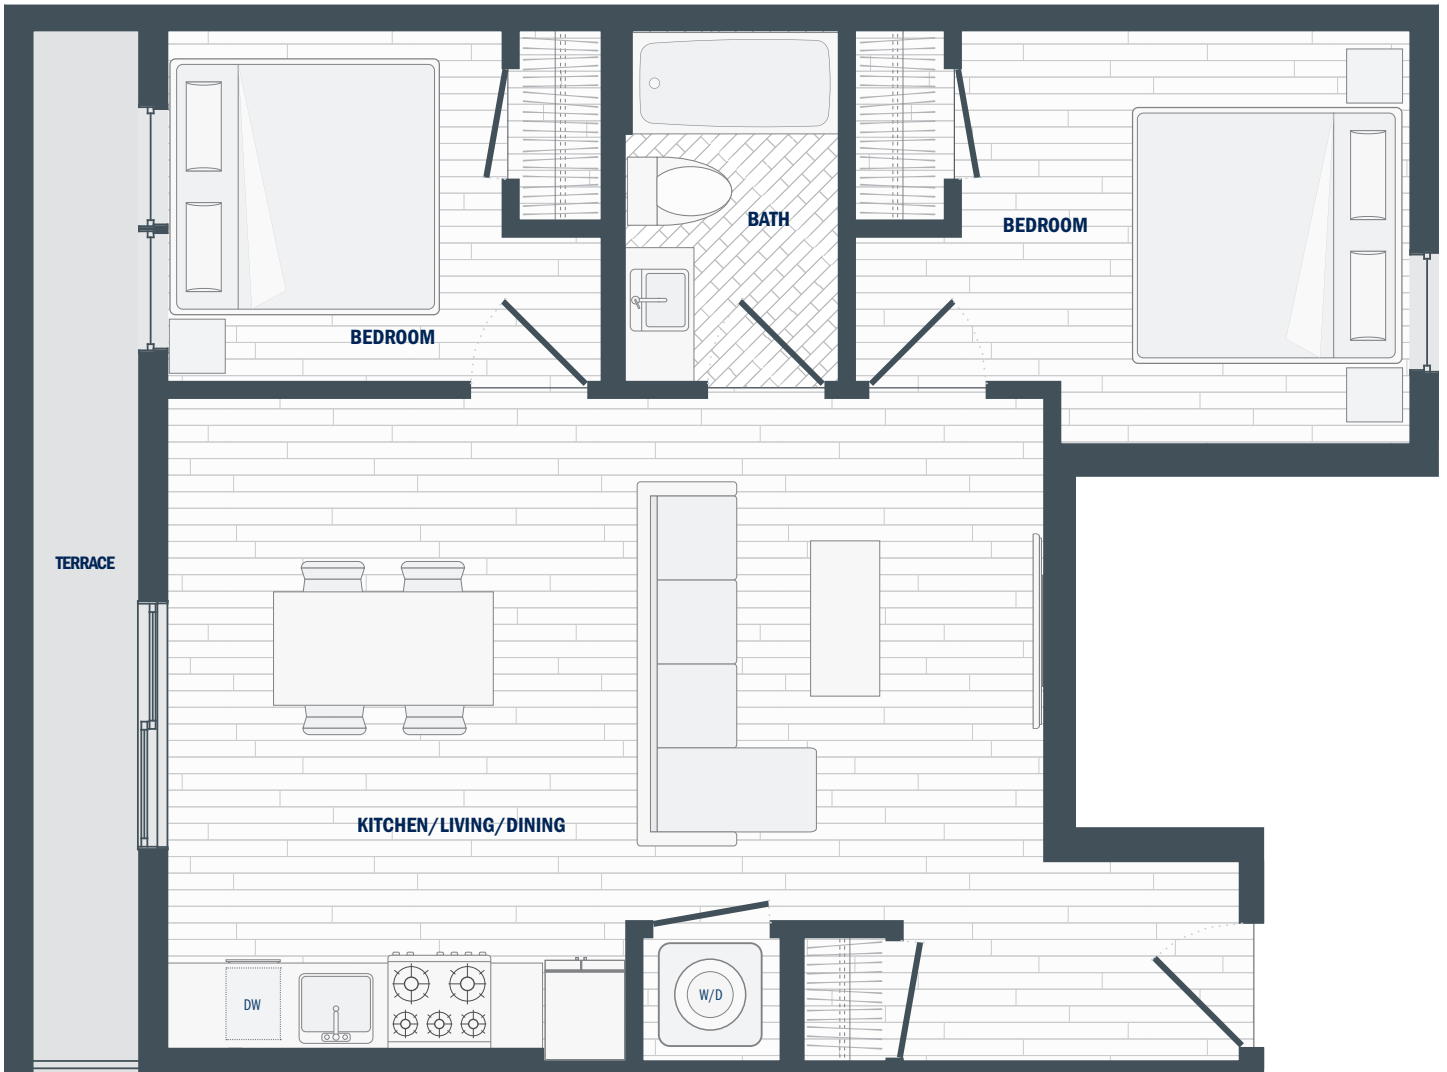 BATH
BEDROOM
BEDROOM
TERRACE
KITCHEN/LIVING/DINING
DW
W/D